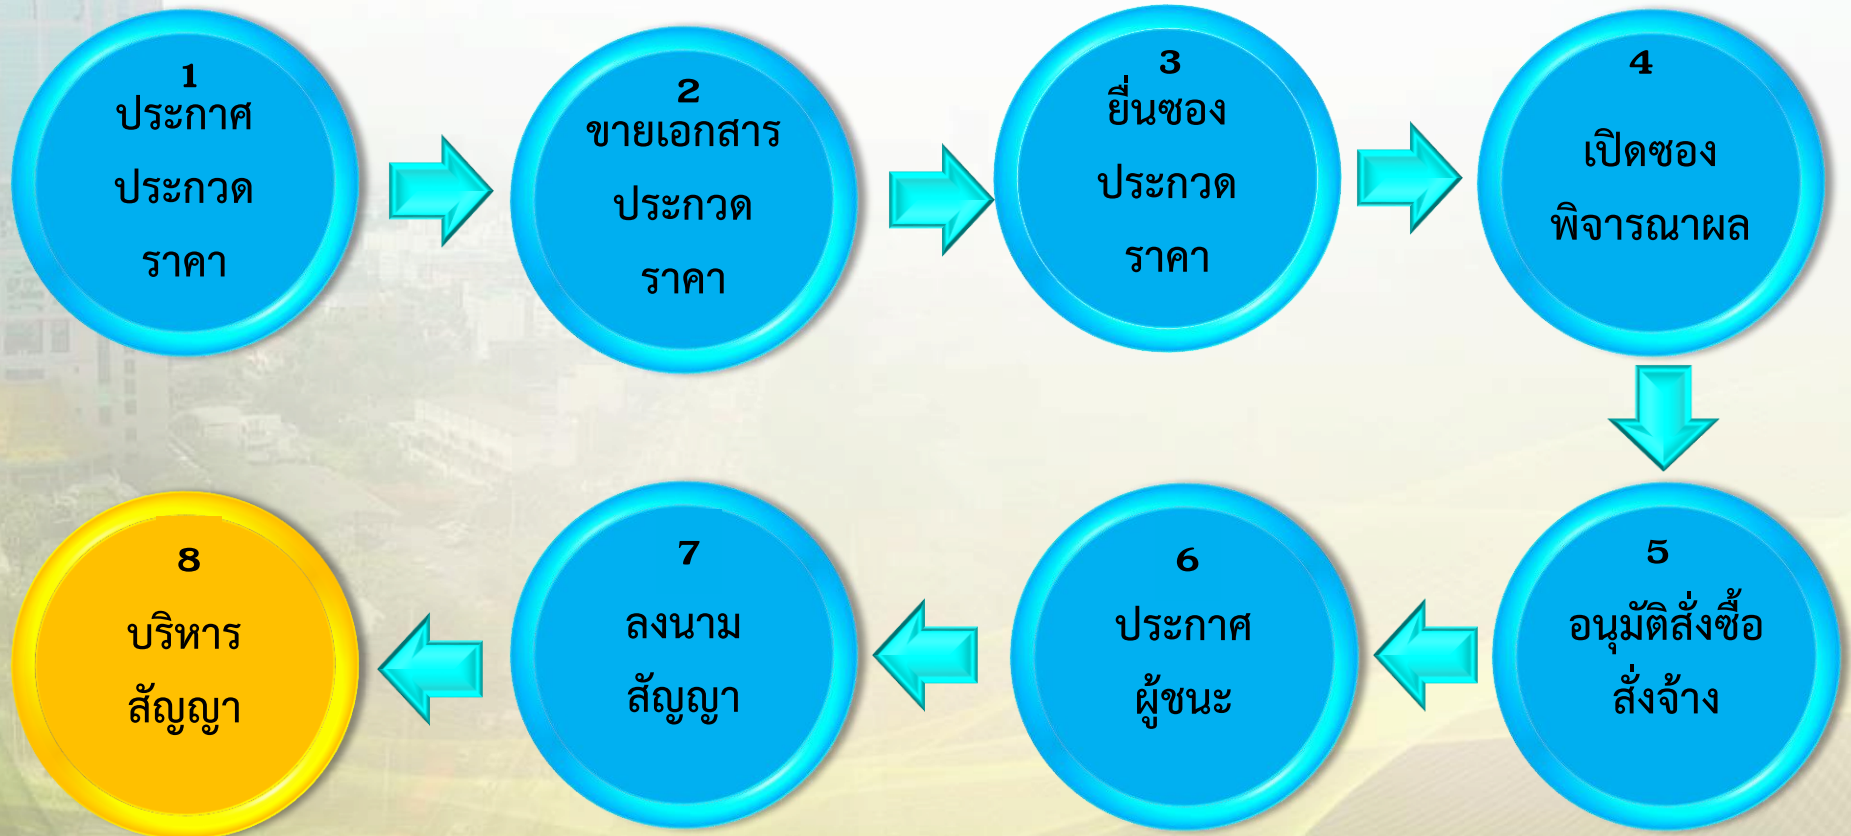 1
ประกาศ
ประกวด
ราคา
2
ขายเอกสาร
ประกวด
ราคา
3
ยื่นซอง
ประกวด
ราคา
4
เปิดซอง
พิจารณาผล
5
อนุมัติสั่งซื้อ
สั่งจ้าง
6
ประกาศ
ผู้ชนะ
7
ลงนาม
สัญญา
8
บริหาร
สัญญา